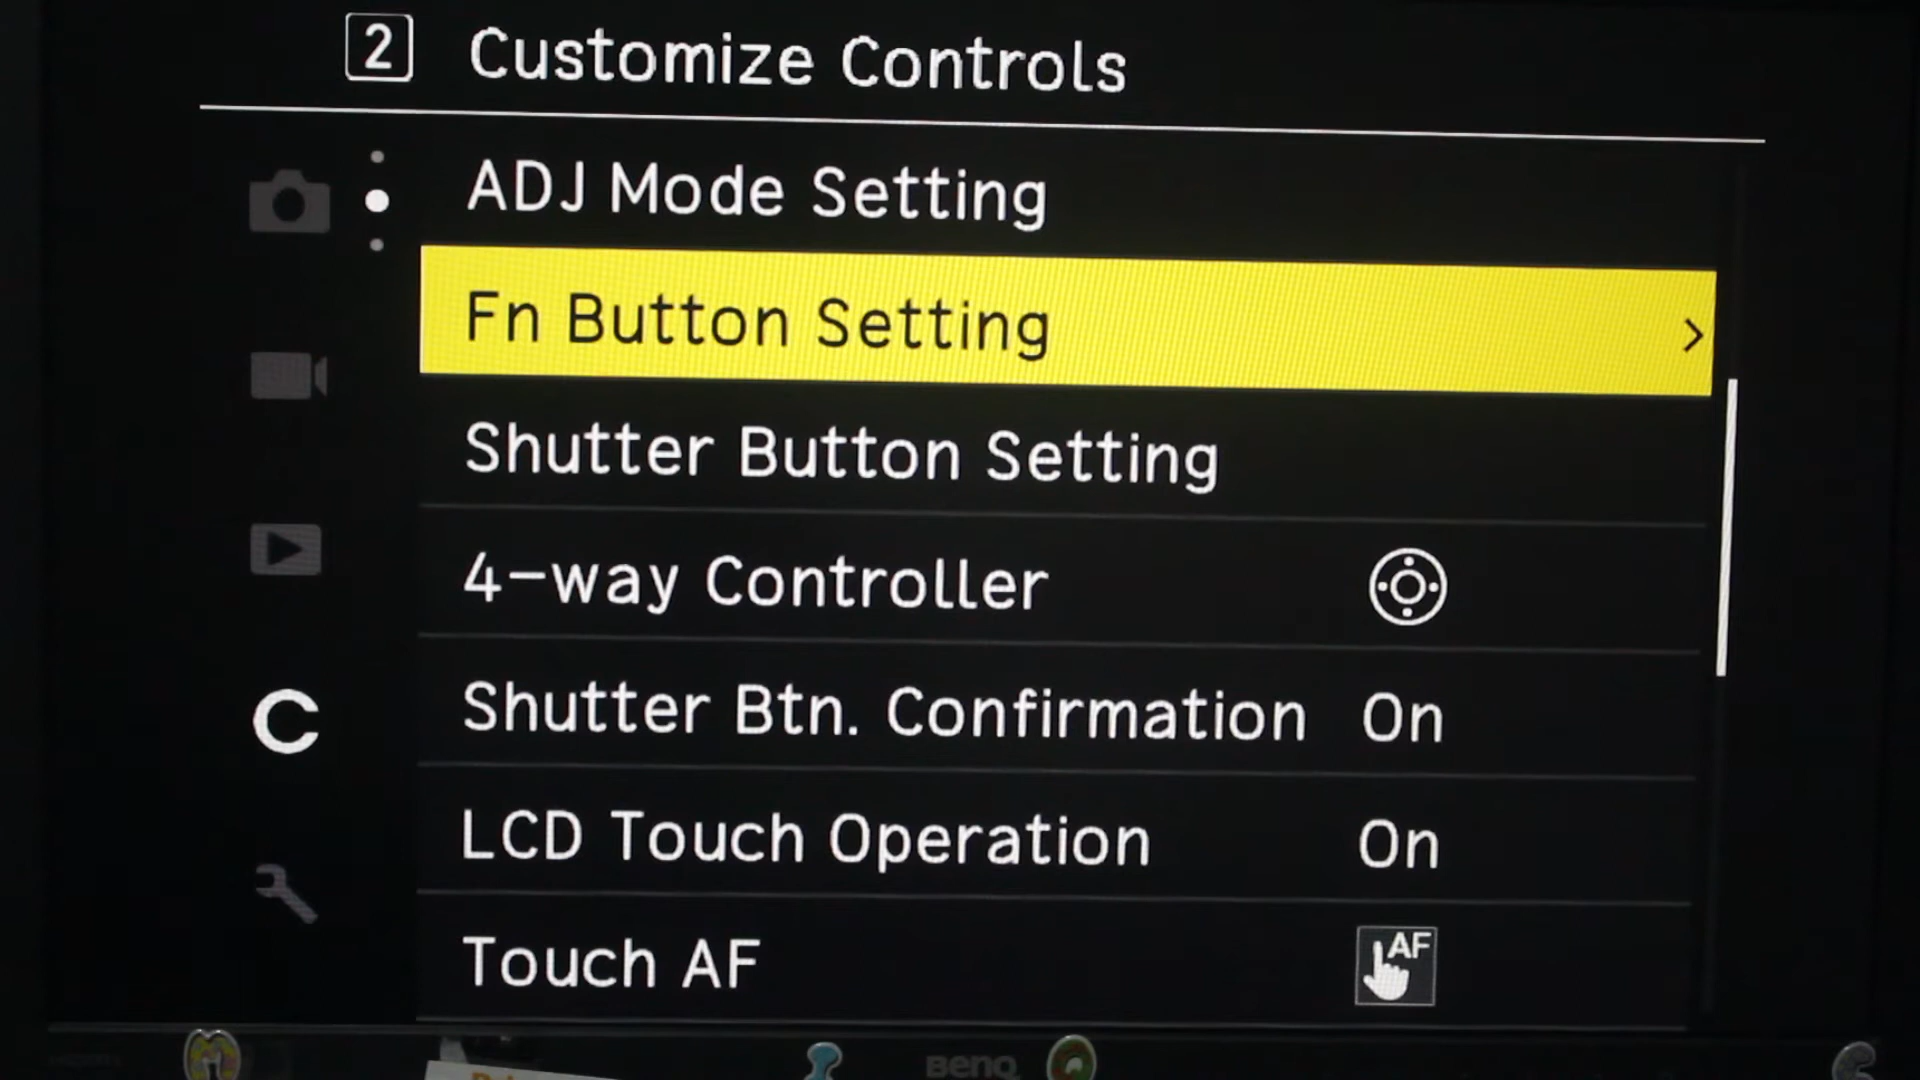 2 Customize Controls
ADJ Mode Setting
Fn Button Setting >
Shutter Button Setting
4-way Controller
Shutter Btn. Confirmation On
C
LCD Touch Operation On
Touch AF AF
BenQ